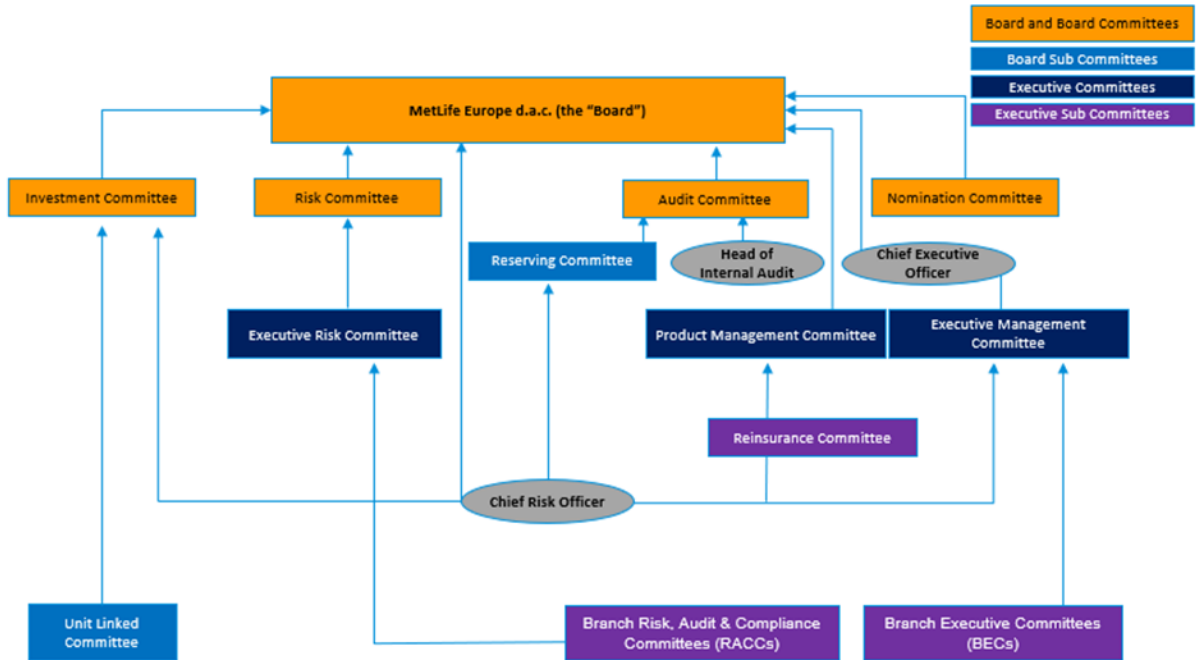 Board and Board Committees
Board Sub Committees
Executive Committees
Executive Sub Committees
MetLife Europe d.a.c. (the “Board”)
Investment Committee
Risk Committee
Audit Committee
Nomination Committee
Reserving Committee
Head of
Internal Audit
Chief Executive
Officer
Executive Risk Committee
Product Management Committee
Executive Management
Committee
Reinsurance Committee
Chief Risk Officer
Unit Linked
Committee
Branch Risk, Audit & Compliance
Committees (RACCs)
Branch Executive Committees
(BECs)